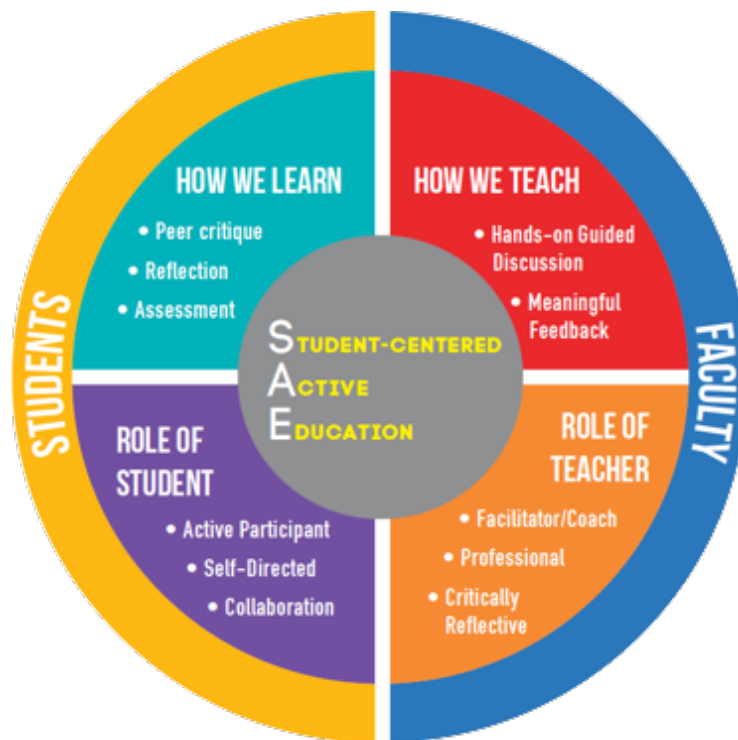 STUDENTS
HOW WE LEARN
• Peer critique
• Reflection
• Assessment
HOW WE TEACH
• Hands-on Guided
Discussion
• Meaningful
Feedback
FACULTY
STUDENT-CENTERED
ACTIVE
EDUCATION
ROLE OF
STUDENT
• Active Participant
• Self-Directed
• Collaboration
ROLE OF
TEACHER
• Facilitator/Coach
• Professional
• Critically
Reflective